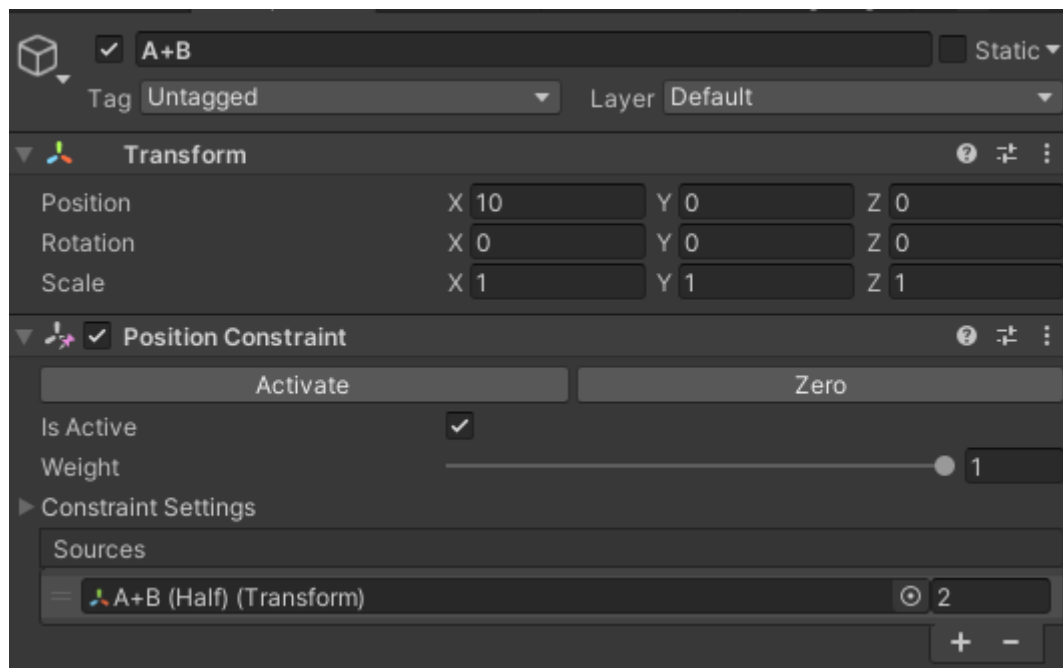 A+B Static
Tag Untagged Layer Default
Transform
Position X 10 Y 0 Z 0
Rotation X 0 Y 0 Z 0
Scale X 1 Y 1 Z 1
Position Constraint
Activate Zero
Is Active
Weight 1
Constraint Settings
Sources
A+B (Half) (Transform) 2
+ −